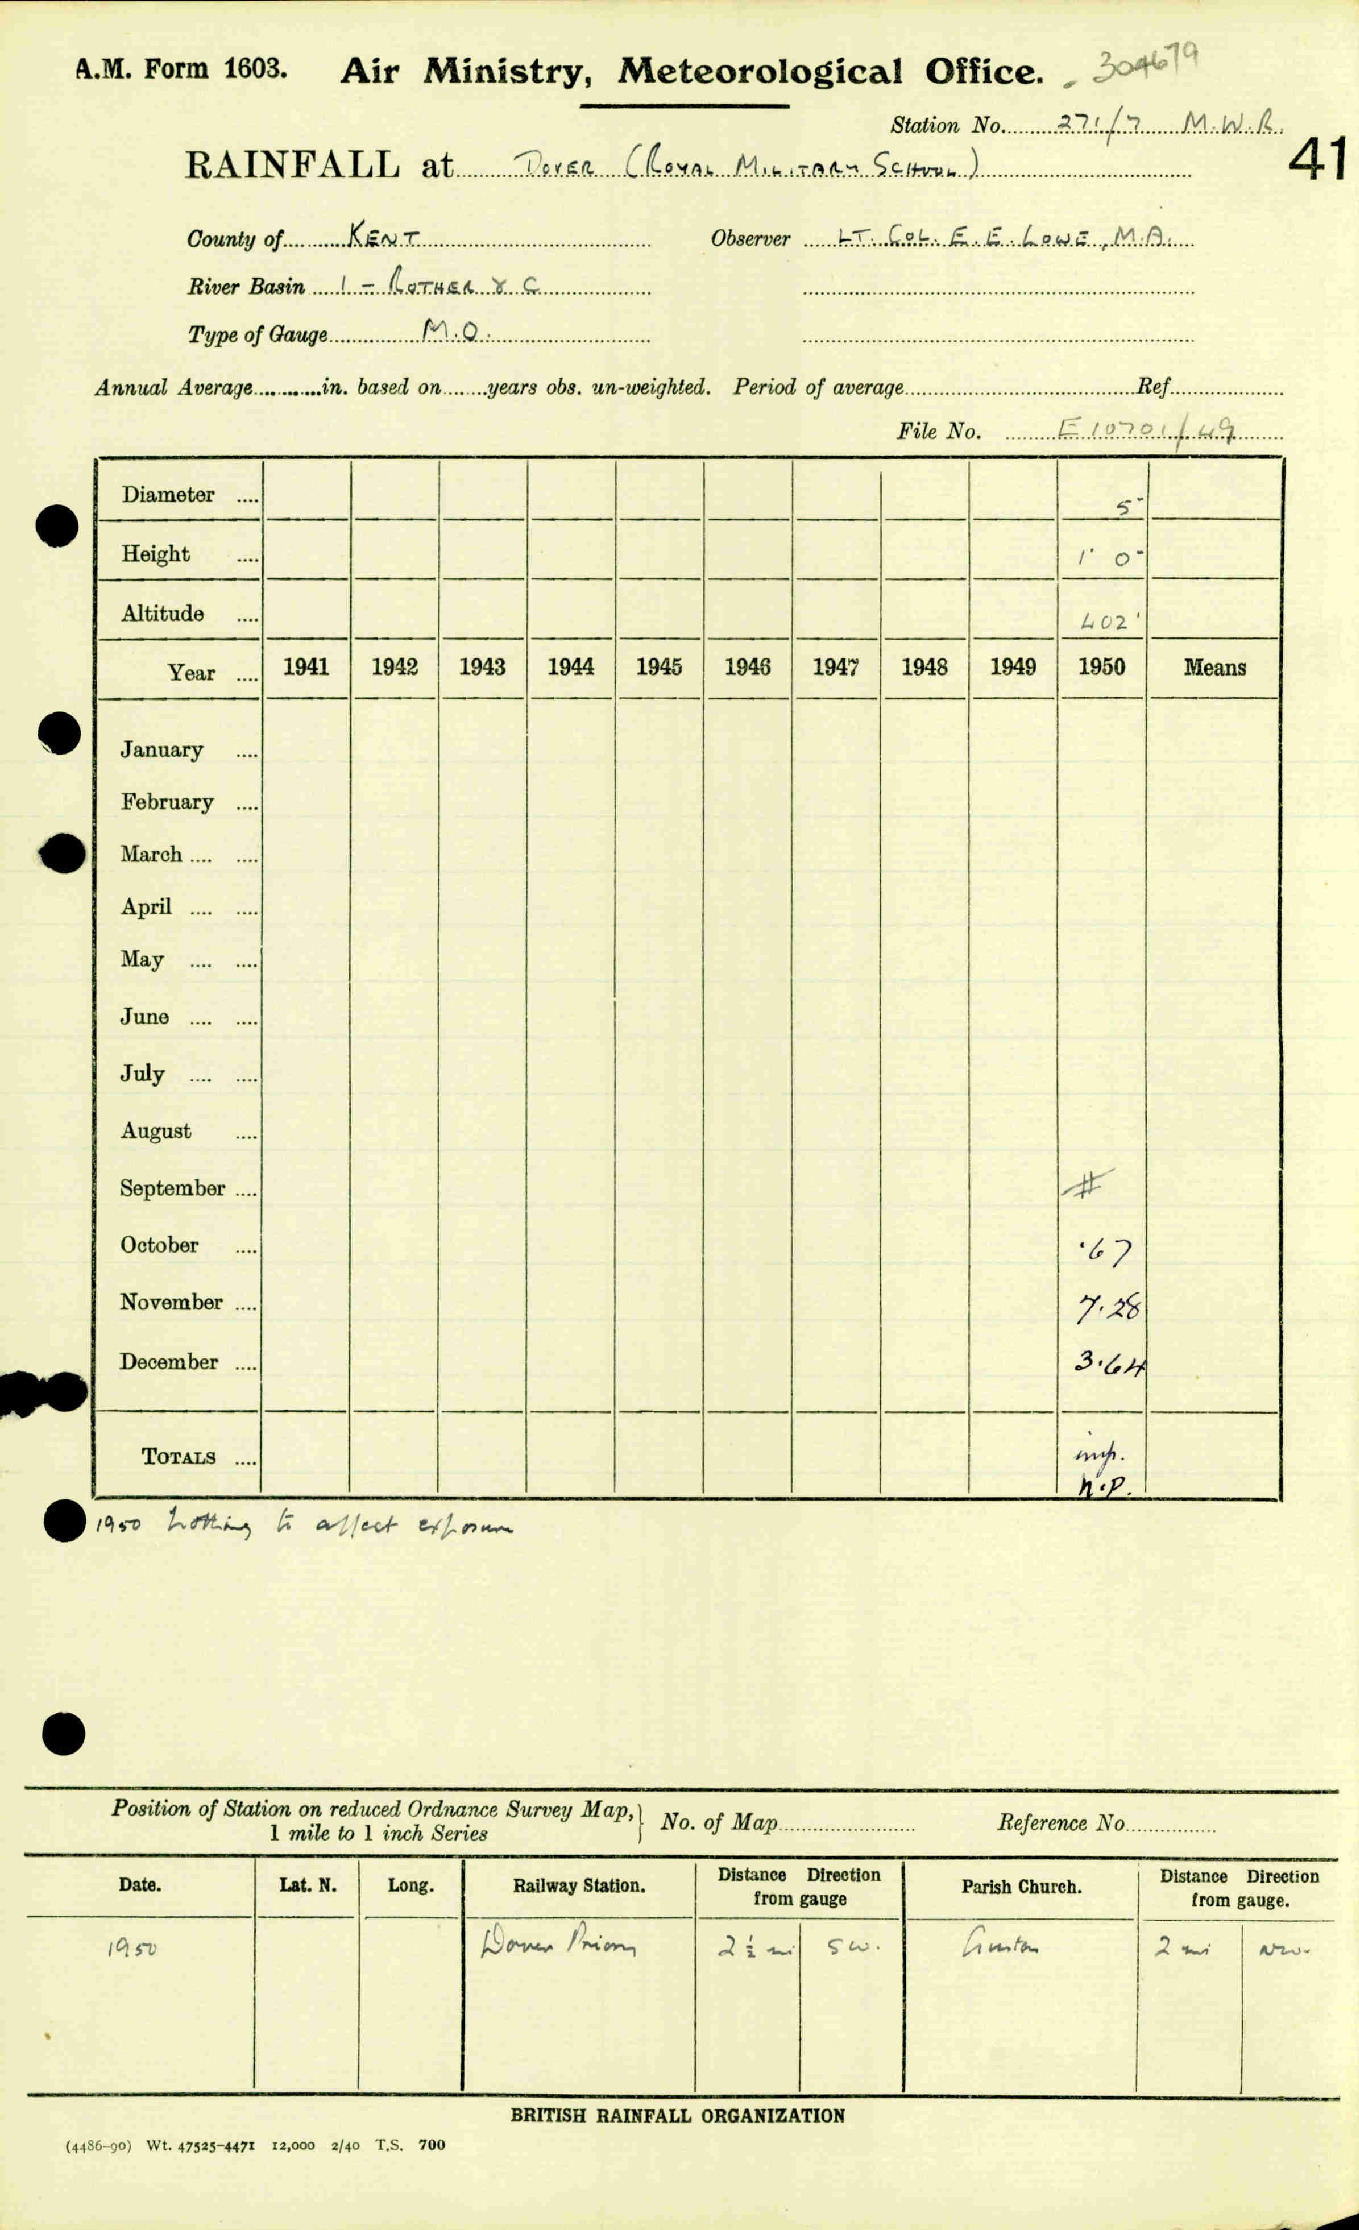 A.M. Form 1603. Air Ministry, Meteorological Office. 304679
Station No. 271/7 M.W.R.
41
RAINFALL at DOVER (ROYAL MILITARY SCHOOL)
County of KENT Observer LT. COL. E. E. LOWE, M.A.
River Basin 1 - ROTHER & C
Type of Gauge M.O.
Annual Average in. based on years obs. un-weighted. Period of average Ref.
File No. E 10701/49
Diameter 5"
Height 1' 0"
Altitude 402'
Year 1941 1942 1943 1944 1945 1946 1947 1948 1949 1950 Means
January
February
March
April
May
June
July
August
September #
October ·67
November 7·28
December 3·64
TOTALS imp.
n.p.
1950 Nothing to affect exposure
Position of Station on reduced Ordnance Survey Map, } No. of Map Reference No.
1 mile to 1 inch Series
Date. Lat. N. Long. Railway Station. Distance Direction from gauge Parish Church. Distance Direction from gauge.
1950 Dover Priory 2½ mi SW. Guston 2 mi NW.
BRITISH RAINFALL ORGANIZATION
(4486-90) Wt. 47525-4471 12,000 2/40 T.S. 700